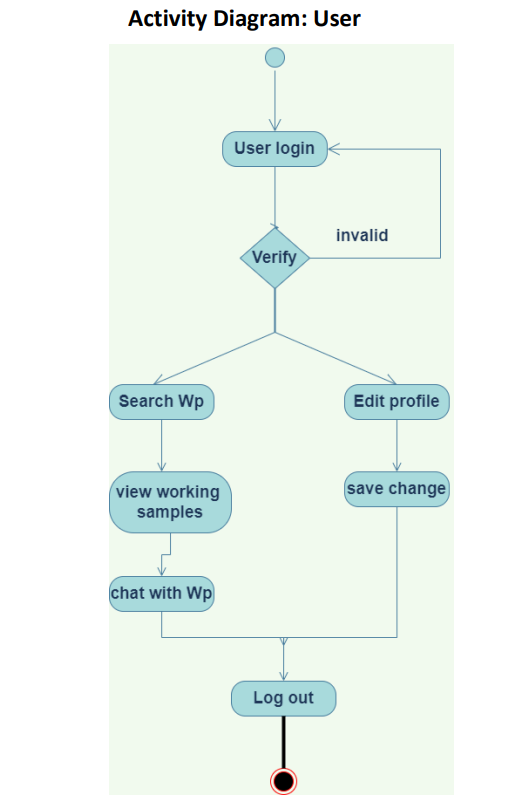 Activity Diagram: User
User login
invalid
Verify
Search Wp
Edit profile
view working
samples
save change
chat with Wp
Log out